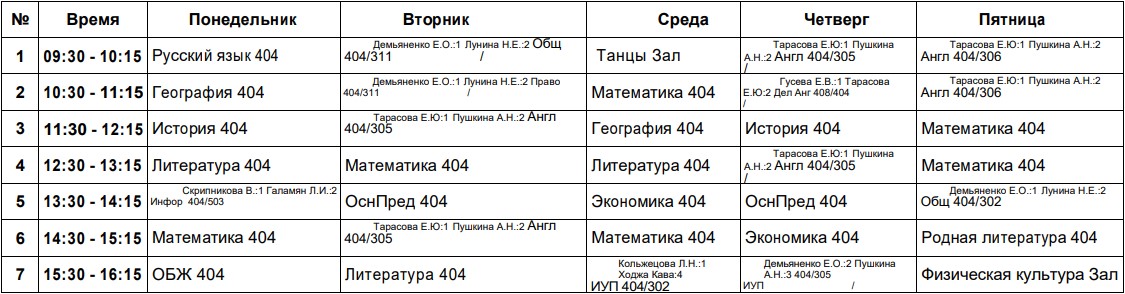 № Время Понедельник Вторник Среда Четверг Пятница
1 09:30 - 10:15 Русский язык 404 Демьяненко Е.О.:1 Лунина Н.Е.:2 Общ 404/311 / Танцы Зал Тарасова Е.Ю:1 Пушкина А.Н.:2 Англ 404/305 / Тарасова Е.Ю:1 Пушкина А.Н.:2 Англ 404/306
2 10:30 - 11:15 География 404 Демьяненко Е.О.:1 Лунина Н.Е.:2 Право 404/311 / Математика 404 Гусева Е.В.:1 Тарасова Е.Ю:2 Дел Анг 408/404 / Тарасова Е.Ю:1 Пушкина А.Н.:2 Англ 404/306
3 11:30 - 12:15 История 404 Тарасова Е.Ю:1 Пушкина А.Н.:2 Англ 404/305 География 404 История 404 Математика 404
4 12:30 - 13:15 Литература 404 Математика 404 Литература 404 Тарасова Е.Ю:1 Пушкина А.Н.:2 Англ 404/305 / Математика 404
5 13:30 - 14:15 Скрипникова В.:1 Галамян Л.И.:2 Инфор 404/503 ОснПред 404 Экономика 404 ОснПред 404 Демьяненко Е.О.:1 Лунина Н.Е.:2 Общ 404/302
6 14:30 - 15:15 Математика 404 Тарасова Е.Ю:1 Пушкина А.Н.:2 Англ 404/305 Математика 404 Экономика 404 Родная литература 404
7 15:30 - 16:15 ОБЖ 404 Литература 404 Кольжецова Л.Н.:1 Ходжа Кава:4 ИУП 404/302 Демьяненко Е.О.:2 Пушкина А.Н.:3 404/305 ИУП / Физическая культура Зал